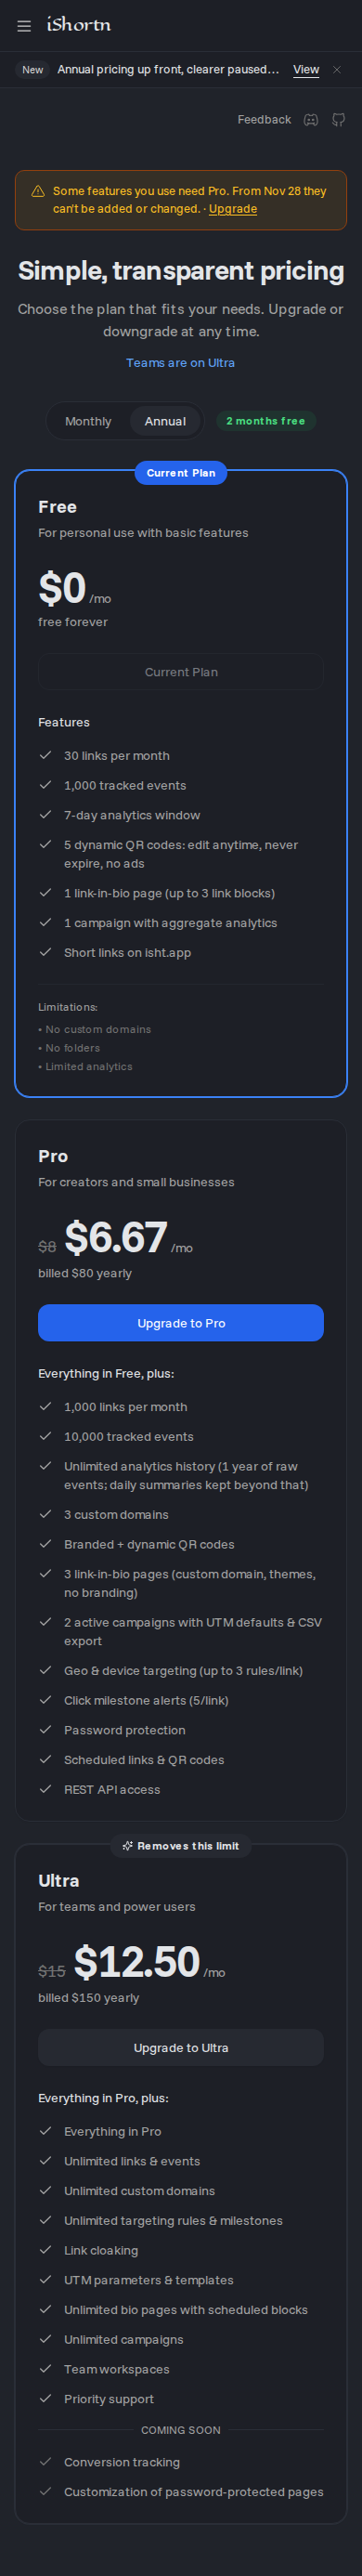 iShortn
New Annual pricing up front, clearer paused... View
Feedback
Some features you use need Pro. From Nov 28 they
can't be added or changed. · Upgrade
Simple, transparent pricing
Choose the plan that fits your needs. Upgrade or
downgrade at any time.
Teams are on Ultra
Monthly Annual 2 months free
Current Plan
Free
For personal use with basic features
$0 /mo
free forever
Current Plan
Features
30 links per month
1,000 tracked events
7-day analytics window
5 dynamic QR codes: edit anytime, never
expire, no ads
1 link-in-bio page (up to 3 link blocks)
1 campaign with aggregate analytics
Short links on isht.app
Limitations:
• No custom domains
• No folders
• Limited analytics
Pro
For creators and small businesses
$8 $6.67 /mo
billed $80 yearly
Upgrade to Pro
Everything in Free, plus:
1,000 links per month
10,000 tracked events
Unlimited analytics history (1 year of raw
events; daily summaries kept beyond that)
3 custom domains
Branded + dynamic QR codes
3 link-in-bio pages (custom domain, themes,
no branding)
2 active campaigns with UTM defaults & CSV
export
Geo & device targeting (up to 3 rules/link)
Click milestone alerts (5/link)
Password protection
Scheduled links & QR codes
REST API access
Removes this limit
Ultra
For teams and power users
$15 $12.50 /mo
billed $150 yearly
Upgrade to Ultra
Everything in Pro, plus:
Everything in Pro
Unlimited links & events
Unlimited custom domains
Unlimited targeting rules & milestones
Link cloaking
UTM parameters & templates
Unlimited bio pages with scheduled blocks
Unlimited campaigns
Team workspaces
Priority support
COMING SOON
Conversion tracking
Customization of password-protected pages